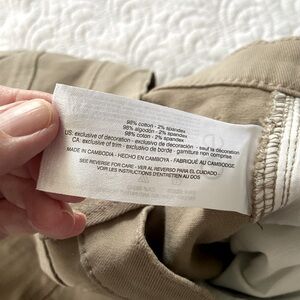 98% cotton - 2% spandex
98% algodón - 2% spandex
98% coton - 2% spandex
US: exclusive of decoration - excluye decoración - sauf la décoration
CA: exclusive of trim - exclusivo de borde - garniture non comprise
MADE IN CAMBODIA - HECHO EN CAMBOYA - FABRIQUÉ AU CAMBODGE
SEE REVERSE FOR CARE - VER AL REVERSO PARA EL CUIDADO -
VOIR LES INSTRUCTIONS D'ENTRETIEN AU DOS